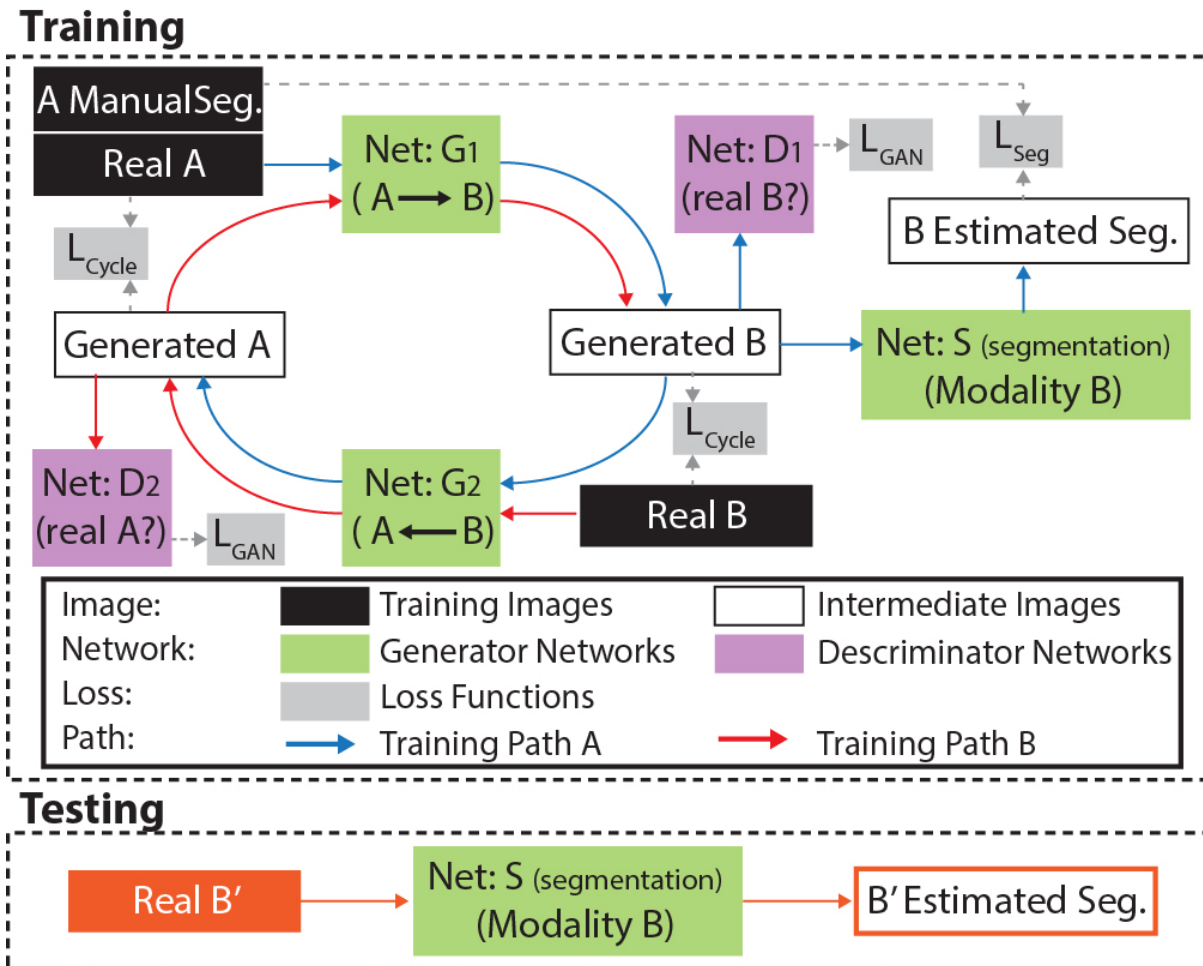 Training
A ManualSeg.
Real A
Net: G1
( A → B)
Net: D1
(real B?)
LGAN
LSeg
B Estimated Seg.
LCycle
Generated A
Generated B
Net: S (segmentation)
(Modality B)
LCycle
Net: D2
(real A?)
LGAN
Net: G2
( A ← B)
Real B
Image:
Training Images
Intermediate Images
Network:
Generator Networks
Descriminator Networks
Loss:
Loss Functions
Path:
Training Path A
Training Path B
Testing
Real B'
Net: S (segmentation)
(Modality B)
B' Estimated Seg.